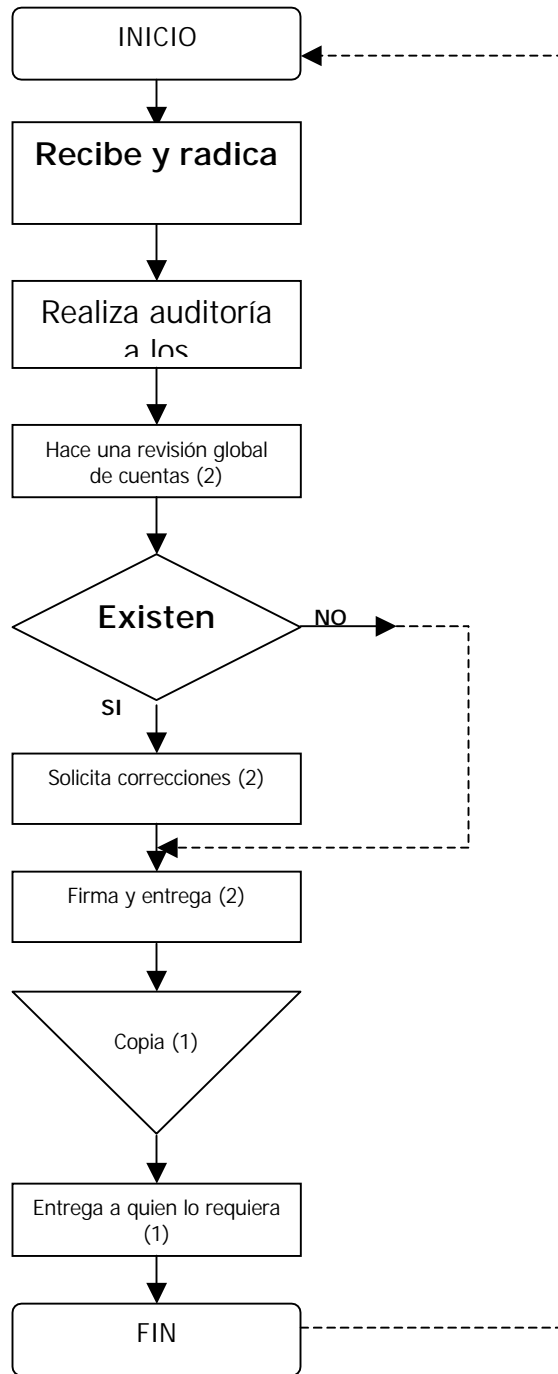 INICIO
Recibe y radica
Realiza auditoría
a los
Hace una revisión global
de cuentas (2)
Existen
NO
SI
Solicita correcciones (2)
Firma y entrega (2)
Copia (1)
Entrega a quien lo requiera
(1)
FIN